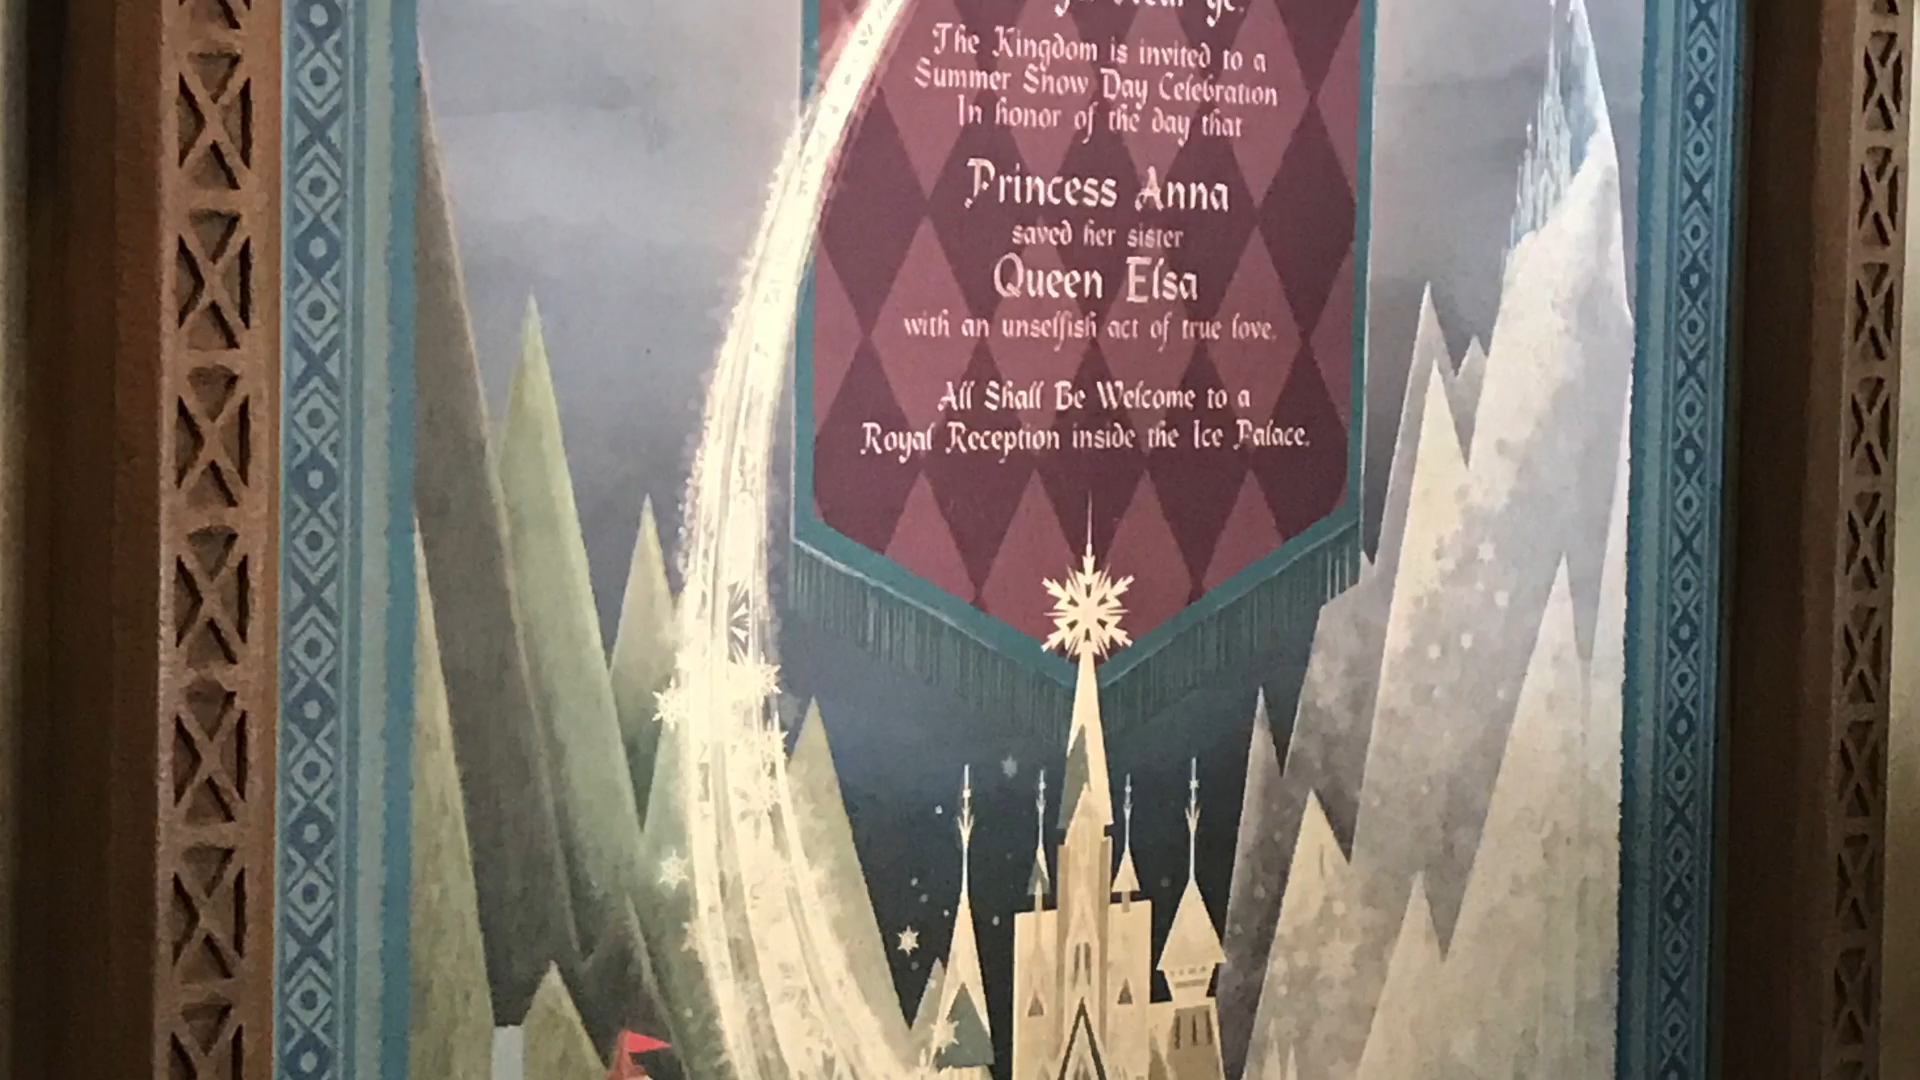 The Kingdom is invited to a
Summer Snow Day Celebration
In honor of the day that
Princess Anna
saved her sister
Queen Elsa
with an unselfish act of true love.
All Shall Be Welcome to a
Royal Reception inside the Ice Palace.